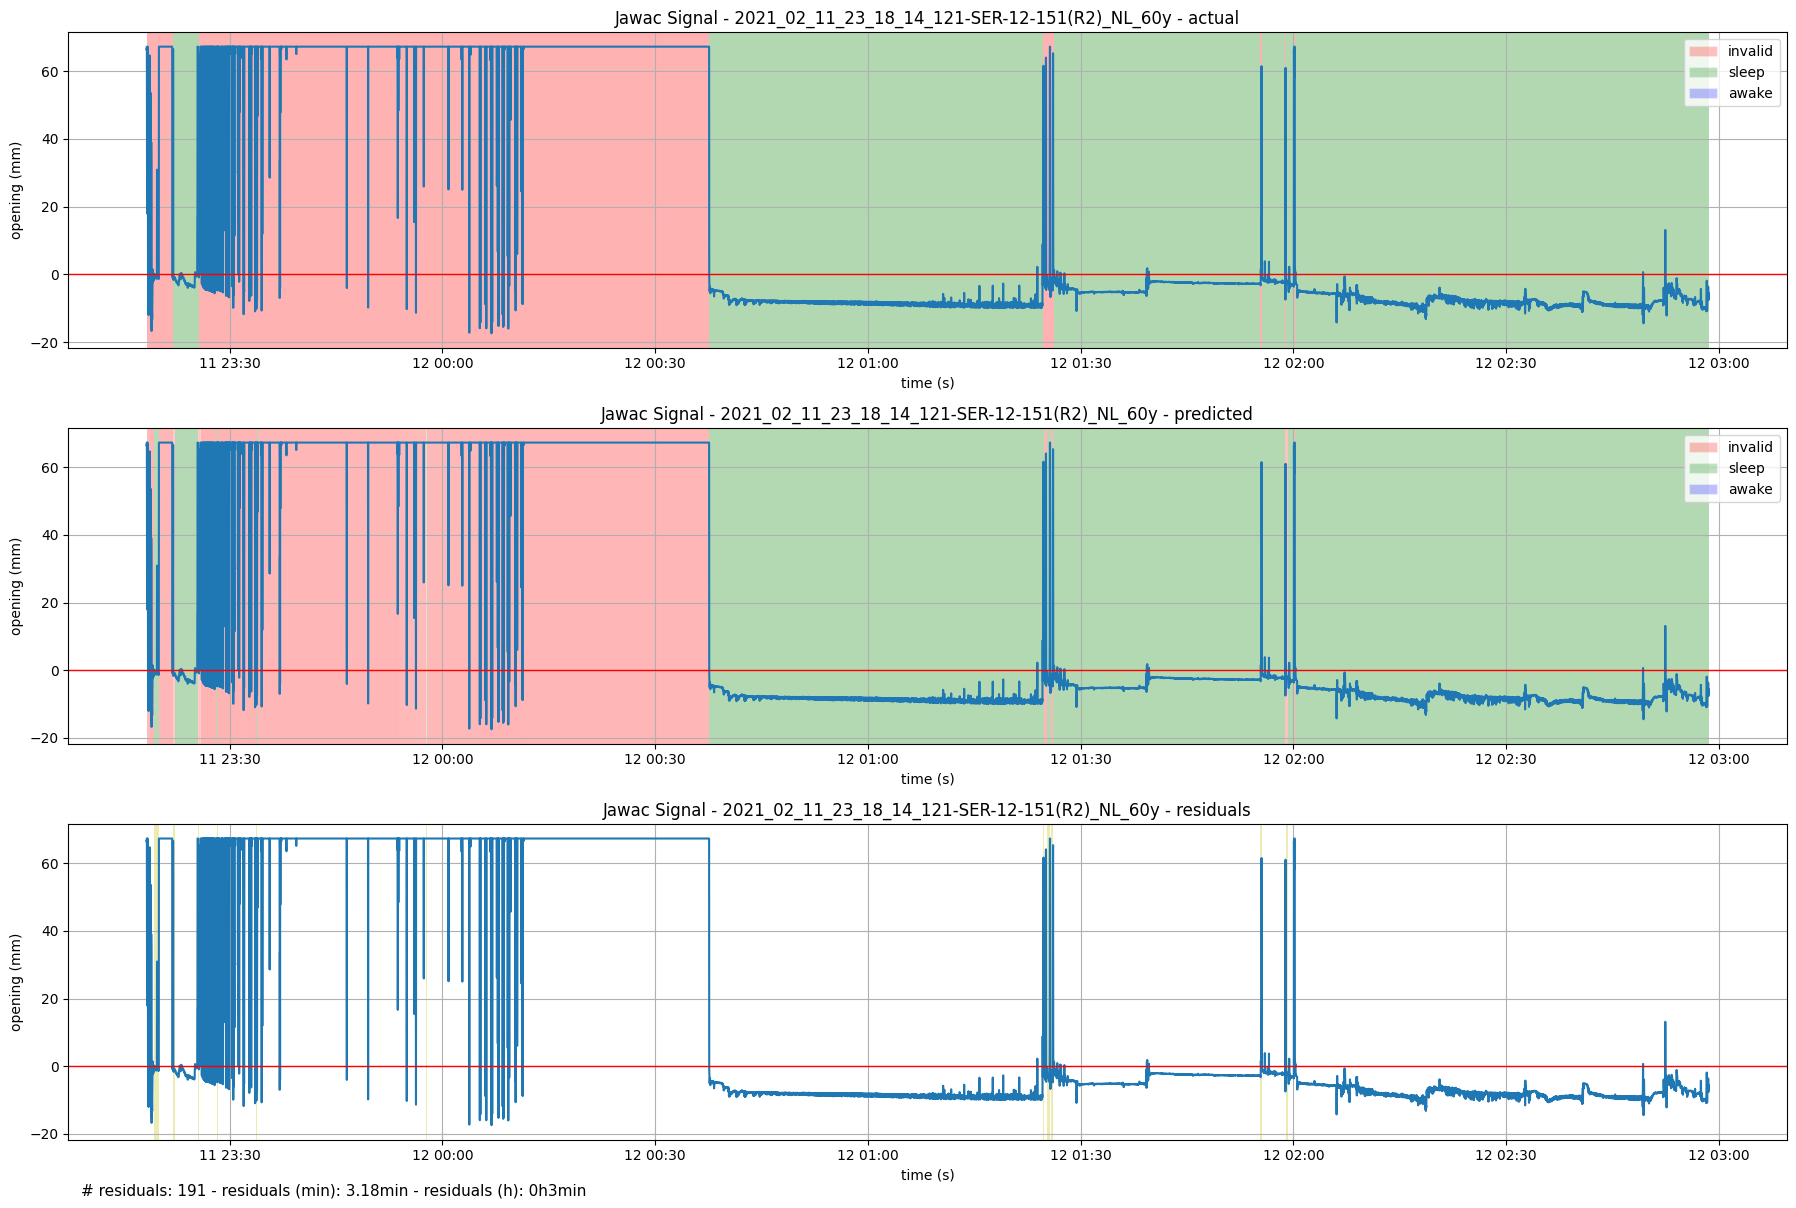 Jawac Signal - 2021_02_11_23_18_14_121-SER-12-151(R2)_NL_60y - actual
opening (mm)
60
40
20
0
−20
invalid
sleep
awake
11 23:30
12 00:00
12 00:30
12 01:00
12 01:30
12 02:00
12 02:30
12 03:00
time (s)
Jawac Signal - 2021_02_11_23_18_14_121-SER-12-151(R2)_NL_60y - predicted
opening (mm)
60
40
20
0
−20
invalid
sleep
awake
11 23:30
12 00:00
12 00:30
12 01:00
12 01:30
12 02:00
12 02:30
12 03:00
time (s)
Jawac Signal - 2021_02_11_23_18_14_121-SER-12-151(R2)_NL_60y - residuals
opening (mm)
60
40
20
0
−20
11 23:30
12 00:00
12 00:30
12 01:00
12 01:30
12 02:00
12 02:30
12 03:00
time (s)
# residuals: 191 - residuals (min): 3.18min - residuals (h): 0h3min